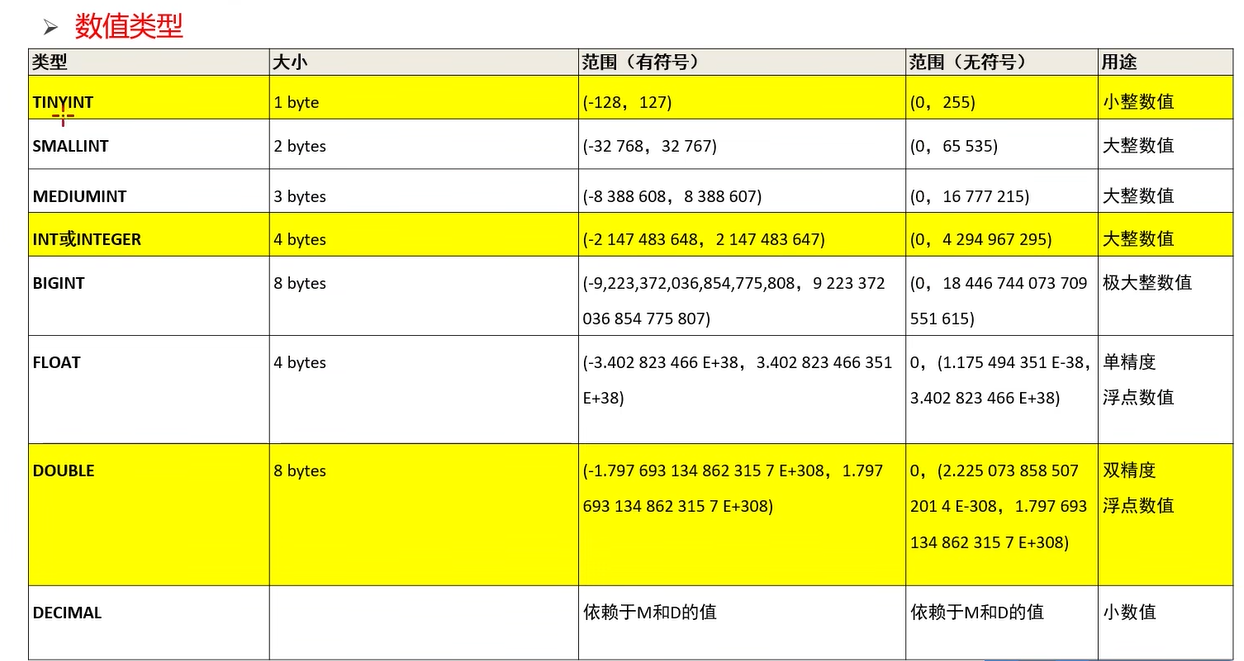 数值类型
类型 大小 范围（有符号） 范围（无符号） 用途
TINYINT 1 byte (-128，127) (0，255) 小整数值
SMALLINT 2 bytes (-32 768，32 767) (0，65 535) 大整数值
MEDIUMINT 3 bytes (-8 388 608，8 388 607) (0，16 777 215) 大整数值
INT或INTEGER 4 bytes (-2 147 483 648，2 147 483 647) (0，4 294 967 295) 大整数值
BIGINT 8 bytes (-9,223,372,036,854,775,808，9 223 372 (0，18 446 744 073 709 极大整数值
036 854 775 807) 551 615)
FLOAT 4 bytes (-3.402 823 466 E+38，3.402 823 466 351 0，(1.175 494 351 E-38， 单精度
E+38) 3.402 823 466 E+38) 浮点数值
DOUBLE 8 bytes (-1.797 693 134 862 315 7 E+308，1.797 0，(2.225 073 858 507 双精度
693 134 862 315 7 E+308) 201 4 E-308，1.797 693 浮点数值
134 862 315 7 E+308)
DECIMAL 依赖于M和D的值 依赖于M和D的值 小数值